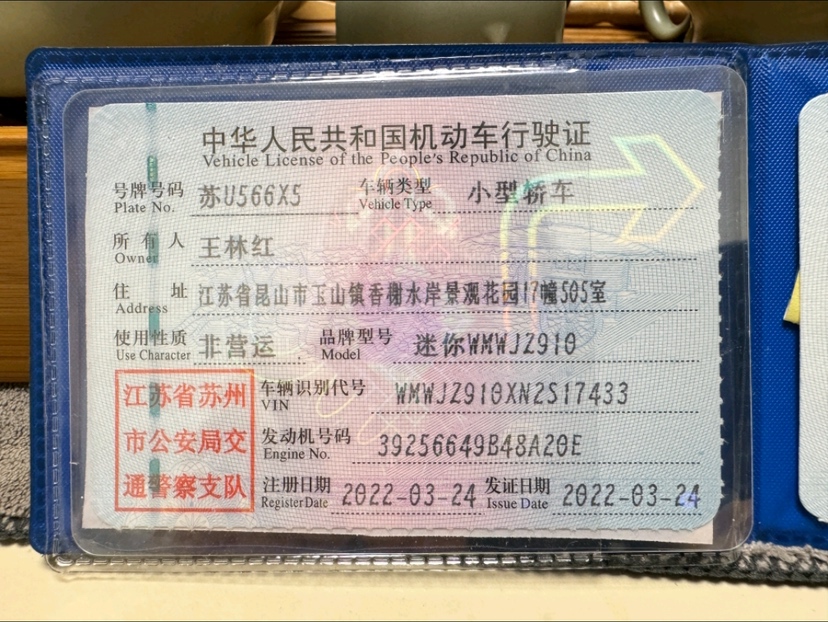 中华人民共和国机动车行驶证
Vehicle License of the People's Republic of China
号牌号码 苏U566X5 车辆类型 小型轿车
Plate No. Vehicle Type
所有人 王林红
Owner
住址 江苏省昆山市玉山镇香榭水岸景观花园17幢505室
Address
使用性质 非营运 品牌型号 迷你WMWJZ910
Use Character Model
江苏省苏州 车辆识别代号 WMWJZ910XN2S17433
VIN
市公安局交 发动机号码 39256649B48A20E
Engine No.
通警察支队 注册日期 2022-03-24 发证日期 2022-03-24
Register Date Issue Date